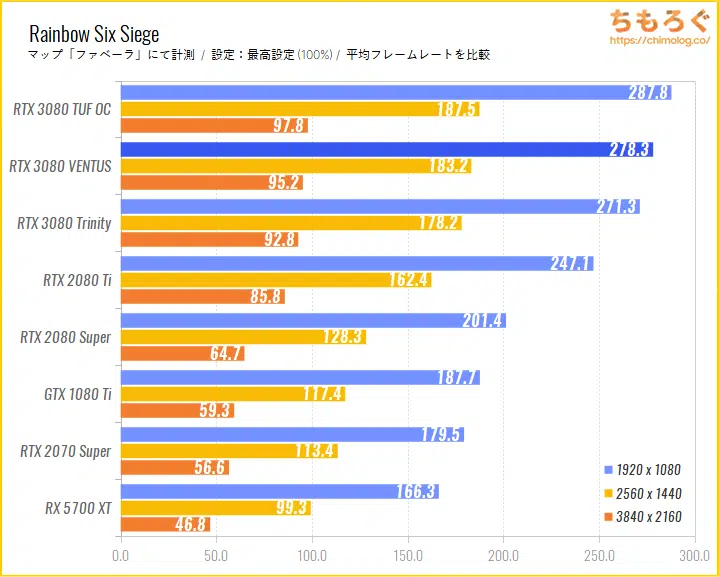 Rainbow Six Siege
マップ「ファベーラ」にて計測 / 設定：最高設定(100%) / 平均フレームレートを比較
ちもろぐ
https://chimolog.co/
RTX 3080 TUF OC
287.8
187.5
97.8
RTX 3080 VENTUS
278.3
183.2
95.2
RTX 3080 Trinity
271.3
178.2
92.8
RTX 2080 Ti
247.1
162.4
85.8
RTX 2080 Super
201.4
128.3
64.7
GTX 1080 Ti
187.7
117.4
59.3
RTX 2070 Super
179.5
113.4
56.6
RX 5700 XT
166.3
99.3
46.8
1920 x 1080
2560 x 1440
3840 x 2160
0.0 50.0 100.0 150.0 200.0 250.0 300.0